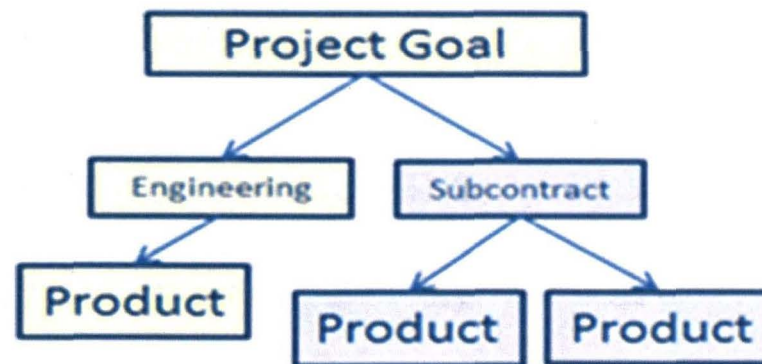 Project Goal
Engineering
Subcontract
Product
Product
Product